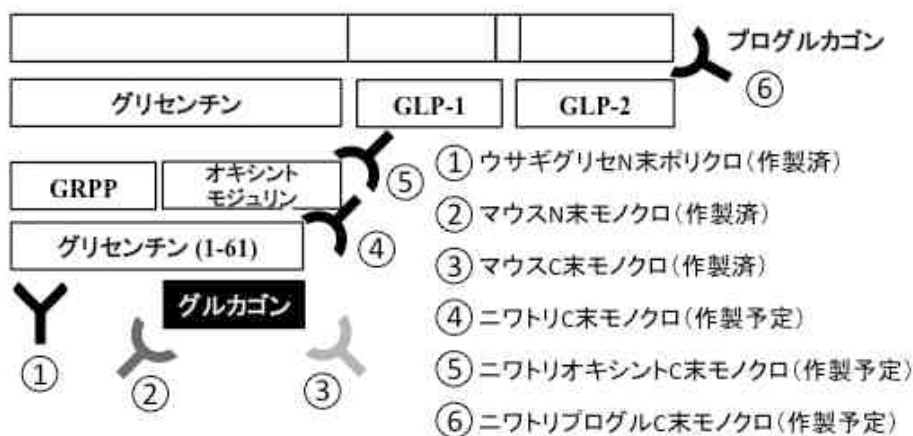 プログルカゴン
⑥
グリセンチン
GLP-1
GLP-2
GRPP
オキシント
モジュリン
⑤
グリセンチン (1-61)
④
グルカゴン
①
②
③
①ウサギグリセN末ポリクロ(作製済)
②マウスN末モノクロ(作製済)
③マウスC末モノクロ(作製済)
④ニワトリC末モノクロ(作製予定)
⑤ニワトリオキシントC末モノクロ(作製予定)
⑥ニワトリプログルC末モノクロ(作製予定)